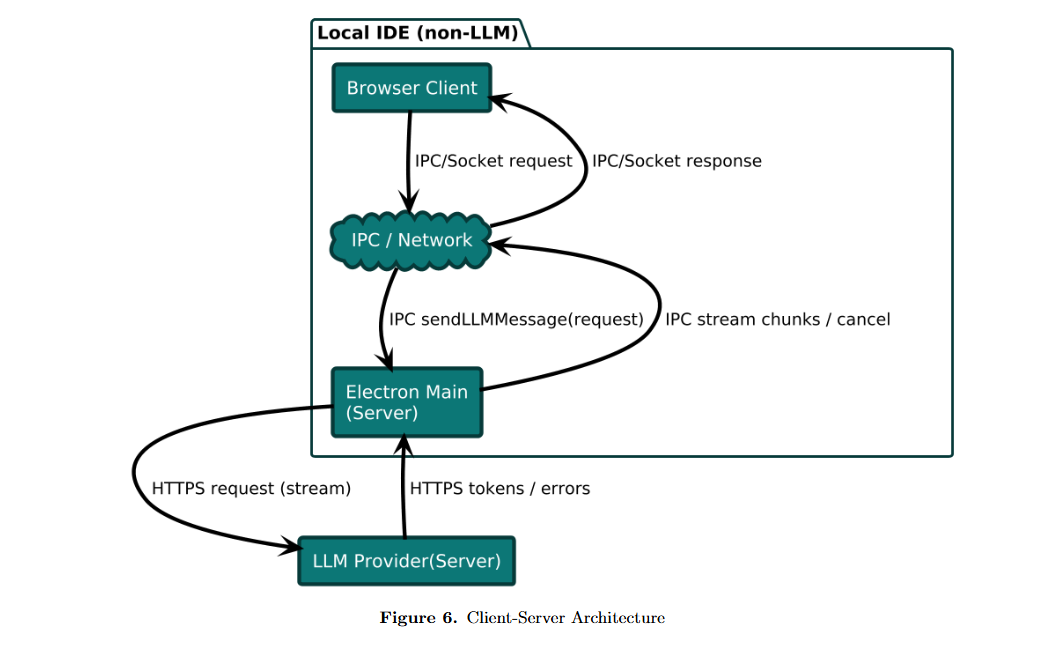 Local IDE (non-LLM)
Browser Client
IPC/Socket request
IPC/Socket response
IPC / Network
IPC sendLLMMessage(request)
IPC stream chunks / cancel
Electron Main
(Server)
HTTPS request (stream)
HTTPS tokens / errors
LLM Provider(Server)
Figure 6. Client-Server Architecture